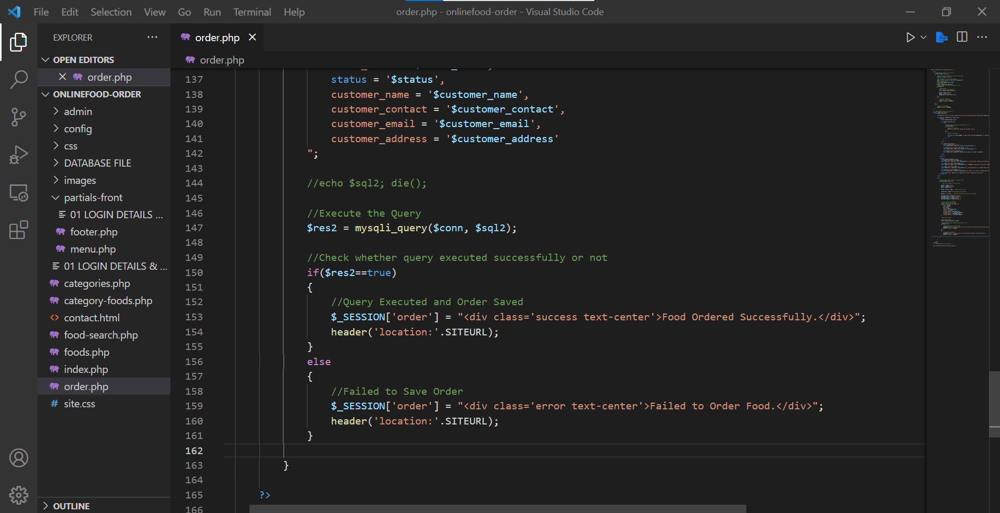 File Edit Selection View Go Run Terminal Help
order.php - onlinefood-order - Visual Studio Code
EXPLORER
OPEN EDITORS
order.php
ONLINEFOOD-ORDER
admin
config
css
DATABASE FILE
images
partials-front
01 LOGIN DETAILS ...
footer.php
menu.php
01 LOGIN DETAILS & ...
categories.php
category-foods.php
contact.html
food-search.php
foods.php
index.php
order.php
site.css
OUTLINE
order.php
order.php
137 status = '$status',
138 customer_name = '$customer_name',
139 customer_contact = '$customer_contact',
140 customer_email = '$customer_email',
141 customer_address = '$customer_address'
142 ";
143
144 //echo $sql2; die();
145
146 //Execute the Query
147 $res2 = mysqli_query($conn, $sql2);
148
149 //Check whether query executed successfully or not
150 if($res2==true)
151 {
152 //Query Executed and Order Saved
153 $_SESSION['order'] = "<div class='success text-center'>Food Ordered Successfully.</div>";
154 header('location:'.SITEURL);
155 }
156 else
157 {
158 //Failed to Save Order
159 $_SESSION['order'] = "<div class='error text-center'>Failed to Order Food.</div>";
160 header('location:'.SITEURL);
161 }
162
163 }
164
165 ?>
166